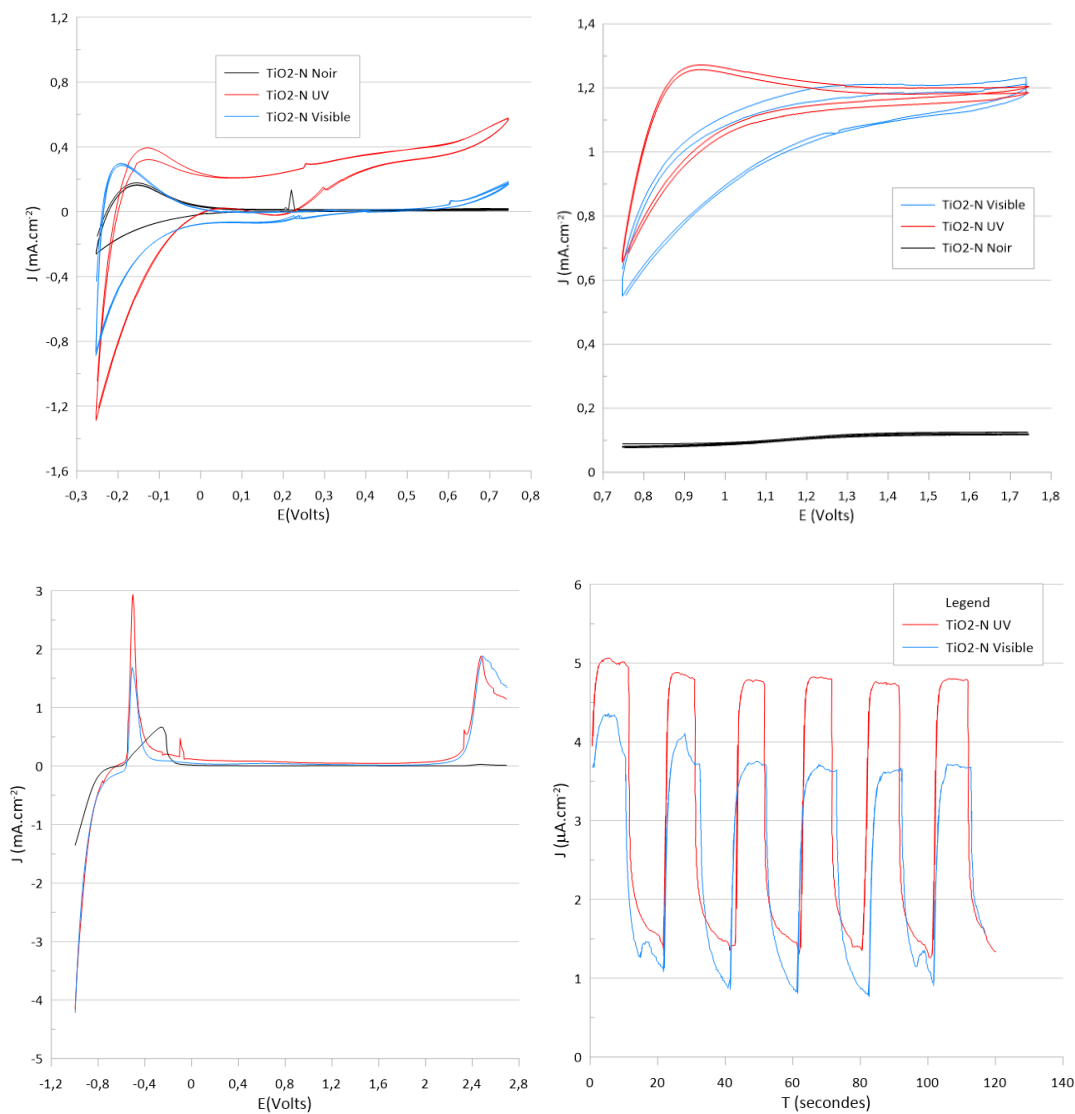 1,2
0,8
0,4
0
-0,4
-0,8
-1,2
-1,6
J (mA.cm-2)
TiO2-N Noir
TiO2-N UV
TiO2-N Visible
-0,3 -0,2 -0,1 0 0,1 0,2 0,3 0,4 0,5 0,6 0,7 0,8
E(Volts)
1,4
1,2
1
0,8
0,6
0,4
0,2
0
J (mA.cm-2)
TiO2-N Visible
TiO2-N UV
TiO2-N Noir
0,7 0,8 0,9 1 1,1 1,2 1,3 1,4 1,5 1,6 1,7 1,8
E (Volts)
3
2
1
0
-1
-2
-3
-4
-5
J (mA.cm-2)
-1,2 -0,8 -0,4 0 0,4 0,8 1,2 1,6 2 2,4 2,8
E(Volts)
6
5
4
3
2
1
0
J (μA.cm-2)
Legend
TiO2-N UV
TiO2-N Visible
0 20 40 60 80 100 120 140
T (secondes)